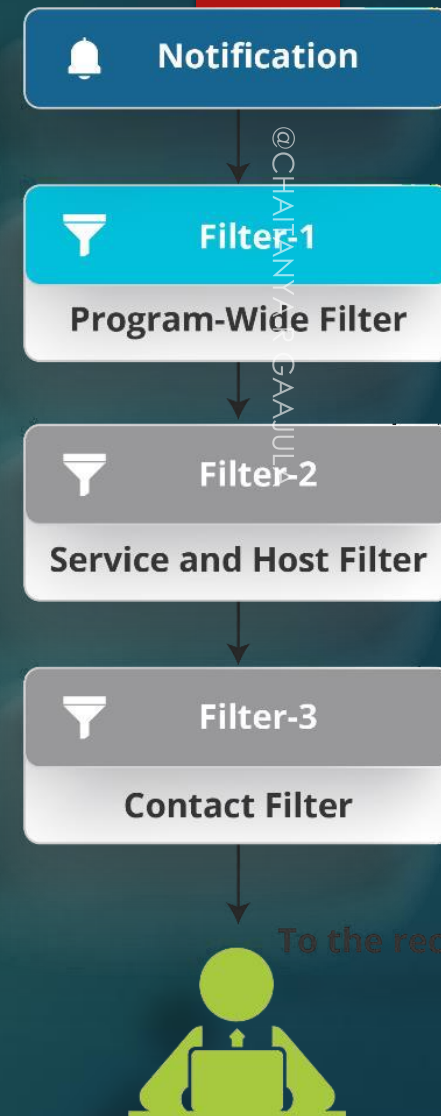 Notification
@CHAITANYA R GAAJULA
Filter-1
Program-Wide Filter
Filter-2
Service and Host Filter
Filter-3
Contact Filter
To the